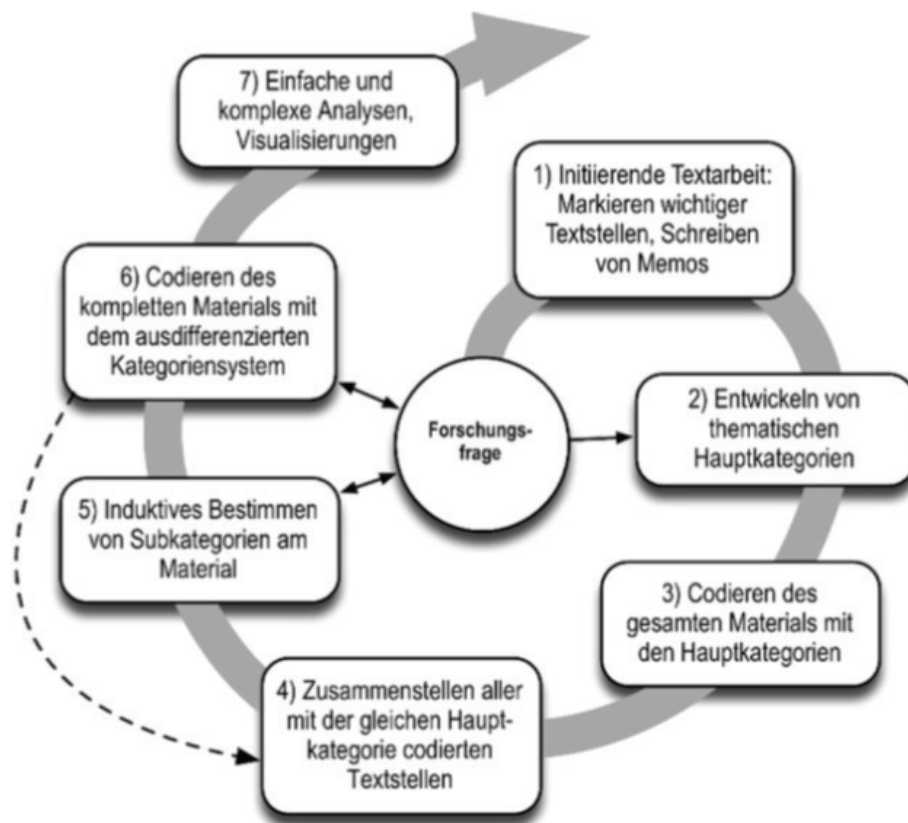 7) Einfache und
komplexe Analysen,
Visualisierungen
1) Initiierende Textarbeit:
Markieren wichtiger
Textstellen, Schreiben
von Memos
6) Codieren des
kompletten Materials mit
dem ausdifferenzierten
Kategoriensystem
Forschungs-
frage
2) Entwickeln von
thematischen
Hauptkategorien
5) Induktives Bestimmen
von Subkategorien am
Material
3) Codieren des
gesamten Materials mit
den Hauptkategorien
4) Zusammenstellen aller
mit der gleichen Haupt-
kategorie codierten
Textstellen